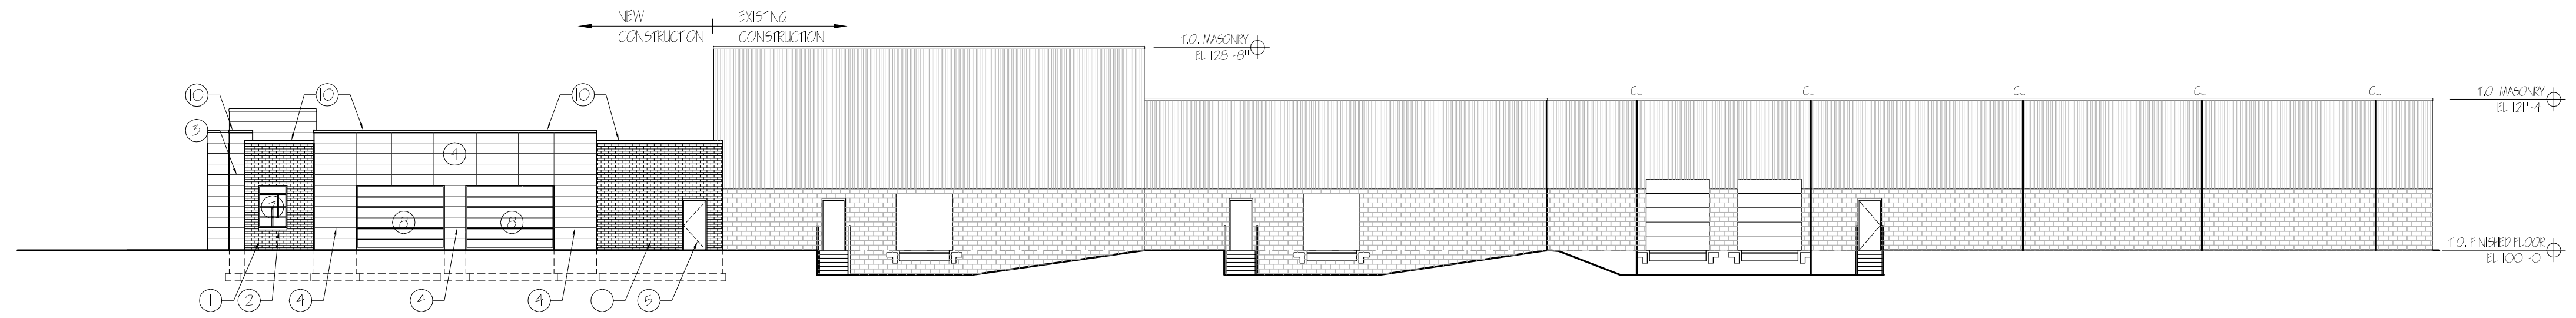 NEW
CONSTRUCTION
EXISTING
CONSTRUCTION
T.O. MASONRY
EL 128'-8"
10
10
10
3
4
C
C
C
C
C
T.O. MASONRY
EL 121'-4"
7
8
8
T.O. FINISHED FLOOR
EL 100'-0"
1
2
4
4
4
1
5